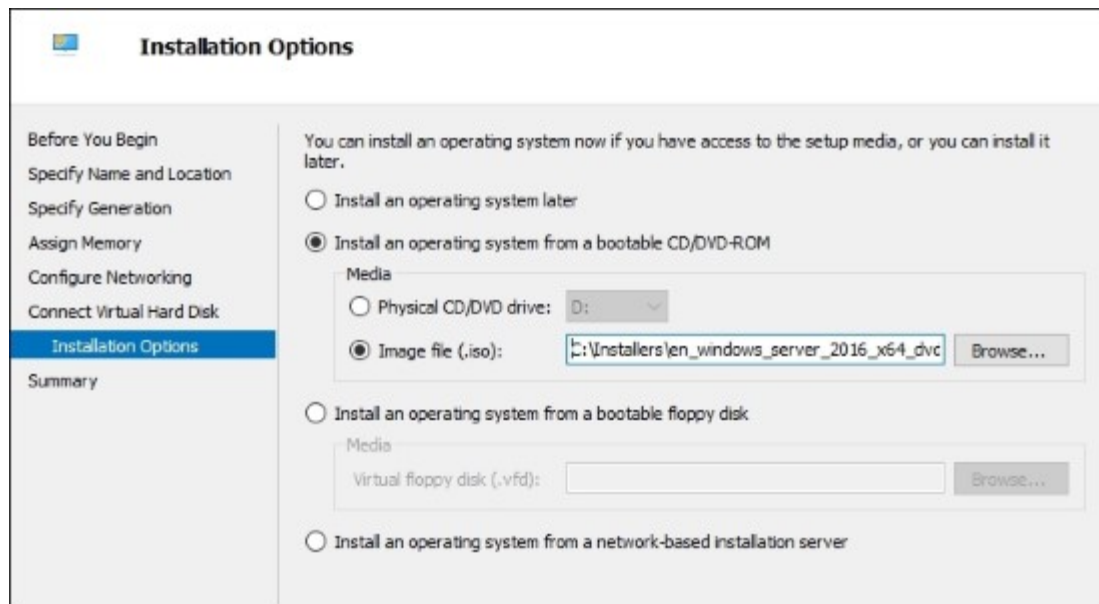 Installation Options
Before You Begin
Specify Name and Location
Specify Generation
Assign Memory
Configure Networking
Connect Virtual Hard Disk
Installation Options
Summary
You can install an operating system now if you have access to the setup media, or you can install it
later.
Install an operating system later
Install an operating system from a bootable CD/DVD-ROM
Media
Physical CD/DVD drive: D:
Image file (.iso): C:\Installers\en_windows_server_2016_x64_dvc Browse...
Install an operating system from a bootable floppy disk
Media
Virtual floppy disk (.vfd): Browse...
Install an operating system from a network-based installation server